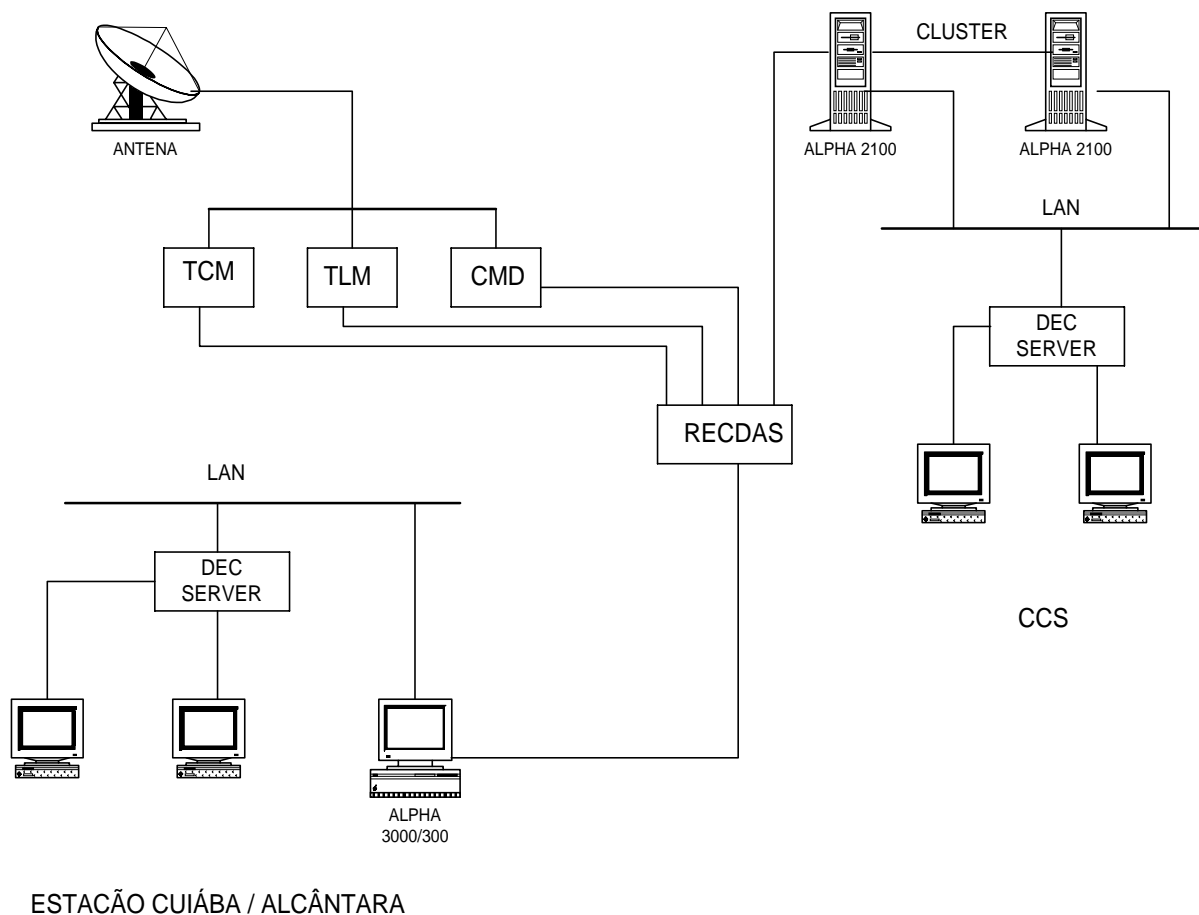 CLUSTER
ANTENA
ALPHA 2100
ALPHA 2100
LAN
TCM
TLM
CMD
DEC
SERVER
RECDAS
LAN
DEC
SERVER
CCS
ALPHA
3000/300
ESTACÃO CUIÁBA / ALCÂNTARA